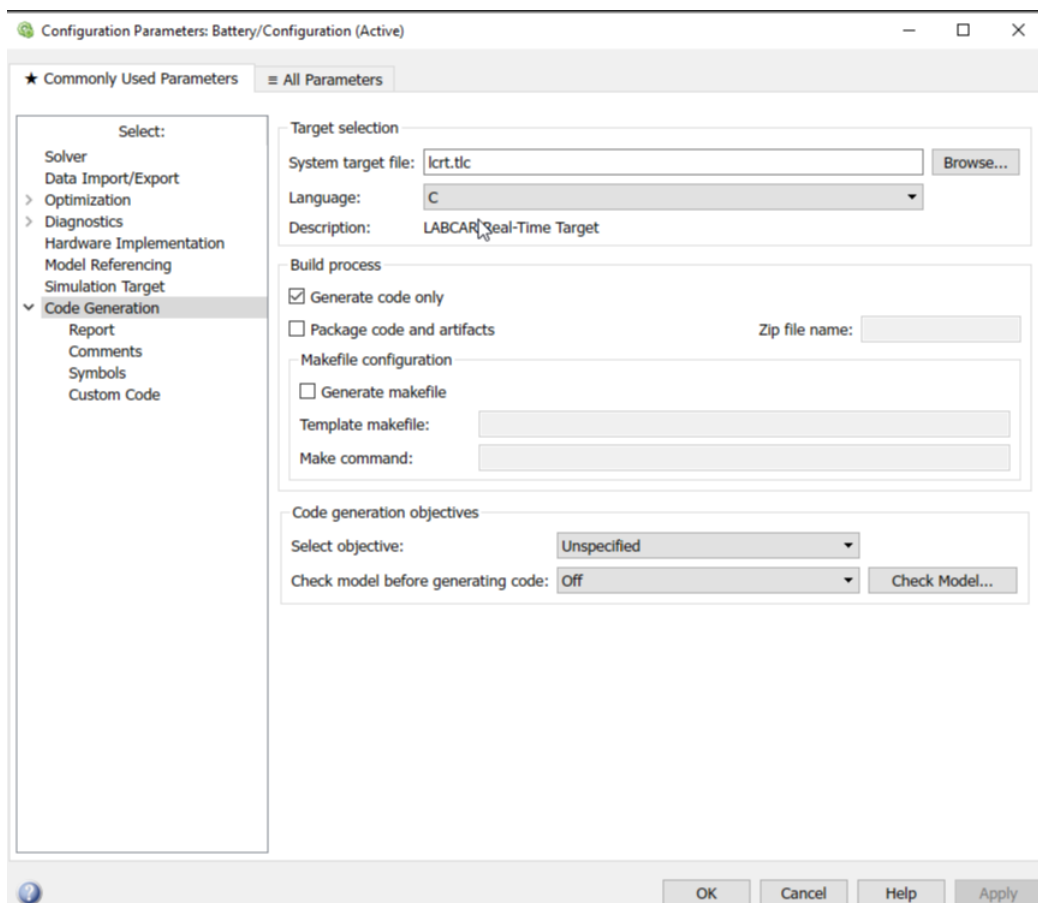 Configuration Parameters: Battery/Configuration (Active)
★ Commonly Used Parameters
≡ All Parameters
Select:
Solver
Data Import/Export
Optimization
Diagnostics
Hardware Implementation
Model Referencing
Simulation Target
Code Generation
Report
Comments
Symbols
Custom Code
Target selection
System target file: lcrt.tlc Browse...
Language: C
Description: LABCAR Real-Time Target
Build process
Generate code only
Package code and artifacts Zip file name:
Makefile configuration
Generate makefile
Template makefile:
Make command:
Code generation objectives
Select objective: Unspecified
Check model before generating code: Off Check Model...
OK Cancel Help Apply